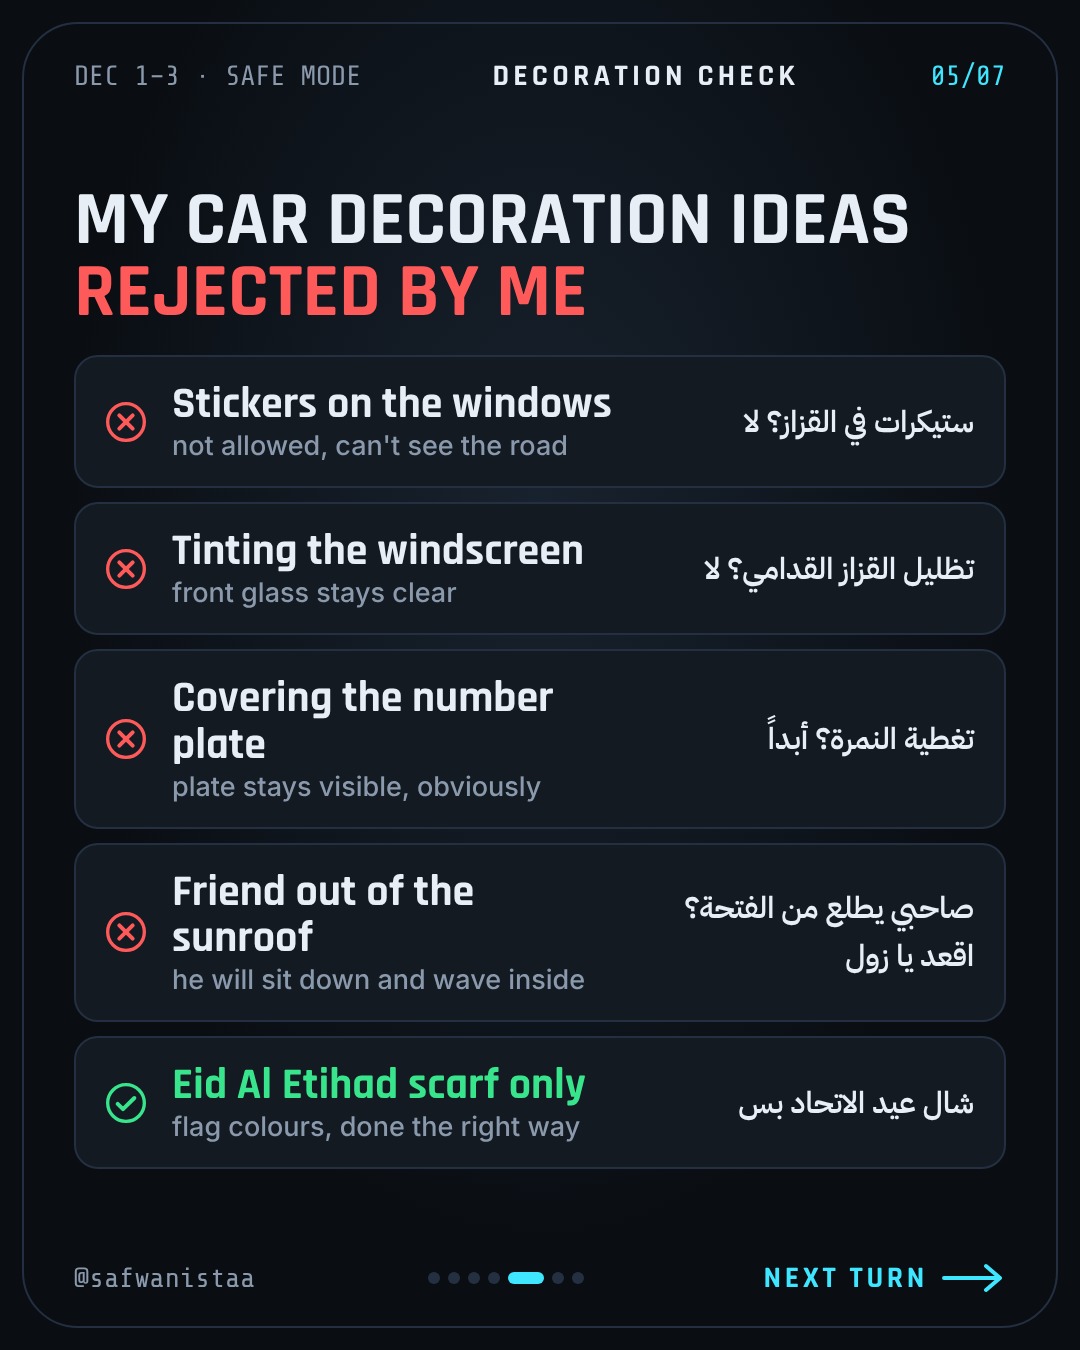 DEC 1–3 · SAFE MODE
DECORATION CHECK
05/07
MY CAR DECORATION IDEAS
REJECTED BY ME
Stickers on the windows
not allowed, can't see the road
ستيكرات في القزاز؟ لا
Tinting the windscreen
front glass stays clear
تظليل القزاز القدامي؟ لا
Covering the number
plate
plate stays visible, obviously
تغطية النمرة؟ أبداً
Friend out of the
sunroof
he will sit down and wave inside
صاحبي يطلع من الفتحة؟
اقعد يا زول
Eid Al Etihad scarf only
flag colours, done the right way
شال عيد الاتحاد بس
@safwanistaa
NEXT TURN